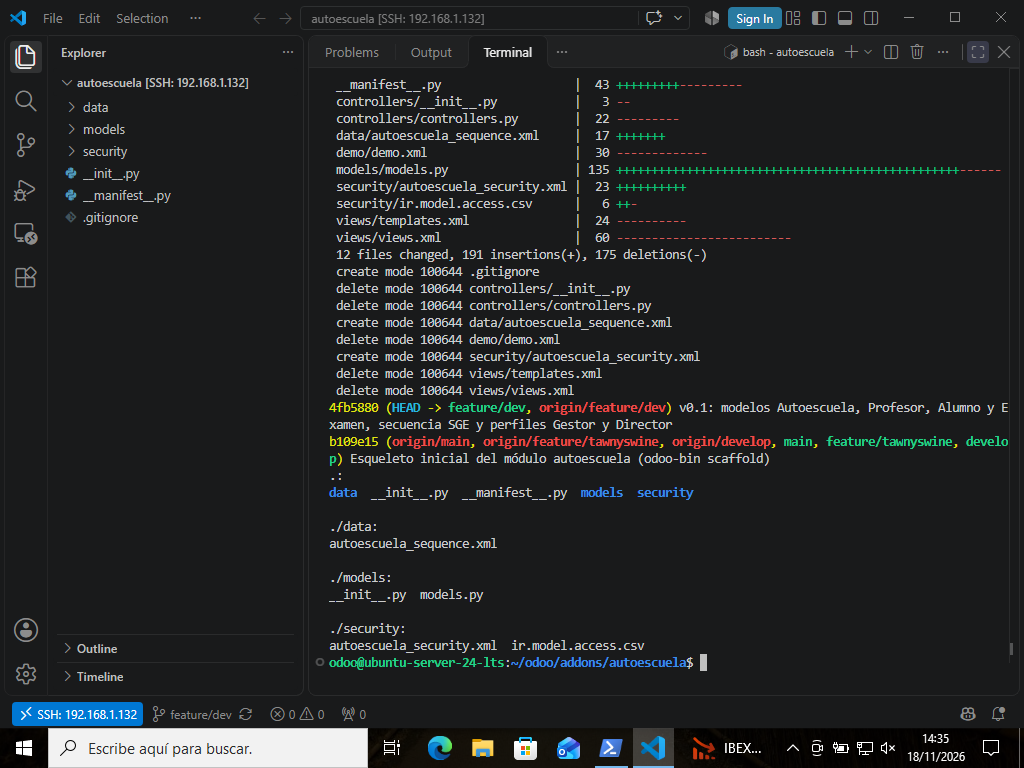 File Edit Selection ··· autoescuela [SSH: 192.168.1.132] Sign In
Explorer ···
autoescuela [SSH: 192.168.1.132]
data
models
security
__init__.py
__manifest__.py
.gitignore
Outline
Timeline
Problems Output Terminal ··· bash - autoescuela ···
__manifest__.py | 43 +++++++++---------
controllers/__init__.py | 3 --
controllers/controllers.py | 22 ---------
data/autoescuela_sequence.xml | 17 +++++++
demo/demo.xml | 30 -------------
models/models.py | 135 +++++++++++++++++++++++++++++++++++++++++++++++++------
security/autoescuela_security.xml | 23 ++++++++++
security/ir.model.access.csv | 6 ++-
views/templates.xml | 24 ----------
views/views.xml | 60 -------------------------
12 files changed, 191 insertions(+), 175 deletions(-)
create mode 100644 .gitignore
delete mode 100644 controllers/__init__.py
delete mode 100644 controllers/controllers.py
create mode 100644 data/autoescuela_sequence.xml
delete mode 100644 demo/demo.xml
create mode 100644 security/autoescuela_security.xml
delete mode 100644 views/templates.xml
delete mode 100644 views/views.xml
4fb5880 (HEAD -> feature/dev, origin/feature/dev) v0.1: modelos Autoescuela, Profesor, Alumno y E
xamen, secuencia SGE y perfiles Gestor y Director
b109e15 (origin/main, origin/feature/tawnyswine, origin/develop, main, feature/tawnyswine, develo
p) Esqueleto inicial del módulo autoescuela (odoo-bin scaffold)
.:
data __init__.py __manifest__.py models security
./data:
autoescuela_sequence.xml
./models:
__init__.py models.py
./security:
autoescuela_security.xml ir.model.access.csv
odoo@ubuntu-server-24-lts:~/odoo/addons/autoescuela$
SSH: 192.168.1.132 feature/dev 0 0 0
Escribe aquí para buscar. IBEX... 14:35
18/11/2026